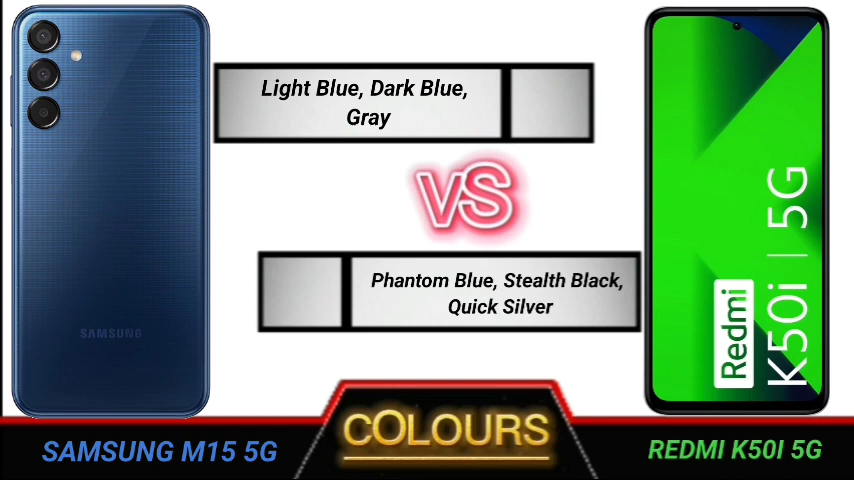 Light Blue, Dark Blue,
Gray
VS
Phantom Blue, Stealth Black,
Quick Silver
SAMSUNG
Redmi
K50i | 5G
COLOURS
SAMSUNG M15 5G
REDMI K50I 5G